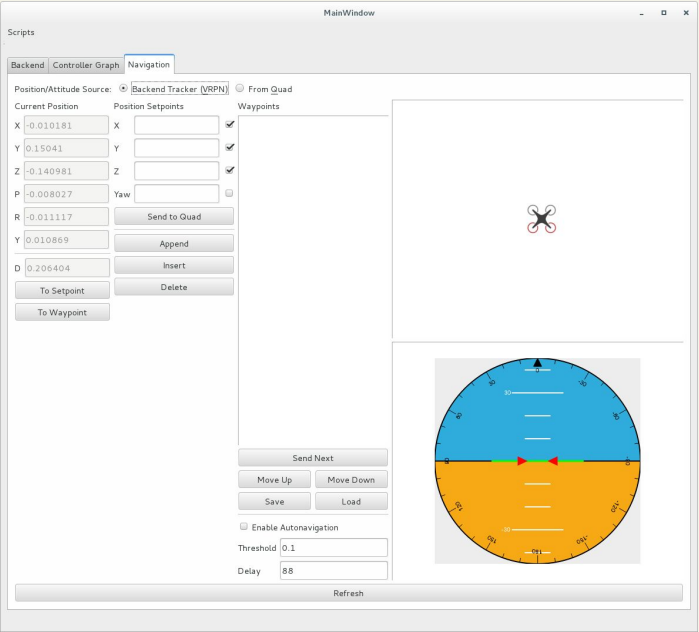 MainWindow
Scripts
Backend Controller Graph Navigation
Position/Attitude Source: Backend Tracker (VRPN) From Quad
Current Position Position Setpoints Waypoints
X -0.010181 X
Y 0.15041 Y
Z -0.140981 Z
P -0.008027 Yaw
R -0.011117 Send to Quad
Y 0.010869 Append
D 0.206404 Insert
To Setpoint Delete
To Waypoint
Send Next
Move Up Move Down
Save Load
Enable Autonavigation
Threshold 0.1
Delay 88
Refresh
0
30
-30
180